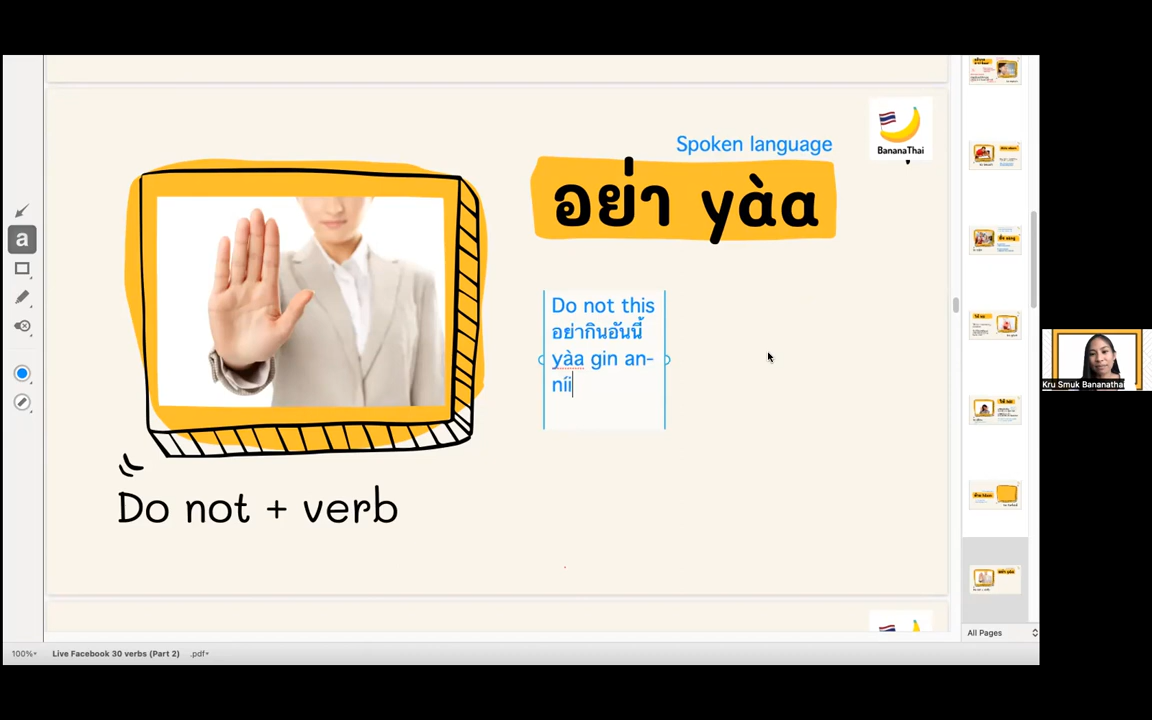 Spoken language
BananaThai
อย่า yàa
Do not this
อย่ากินอันนี้
yàa gin an-
níi
Do not + verb
Kru Smuk Bananathai
All Pages
100%
Live Facebook 30 verbs (Part 2)
.pdf
a